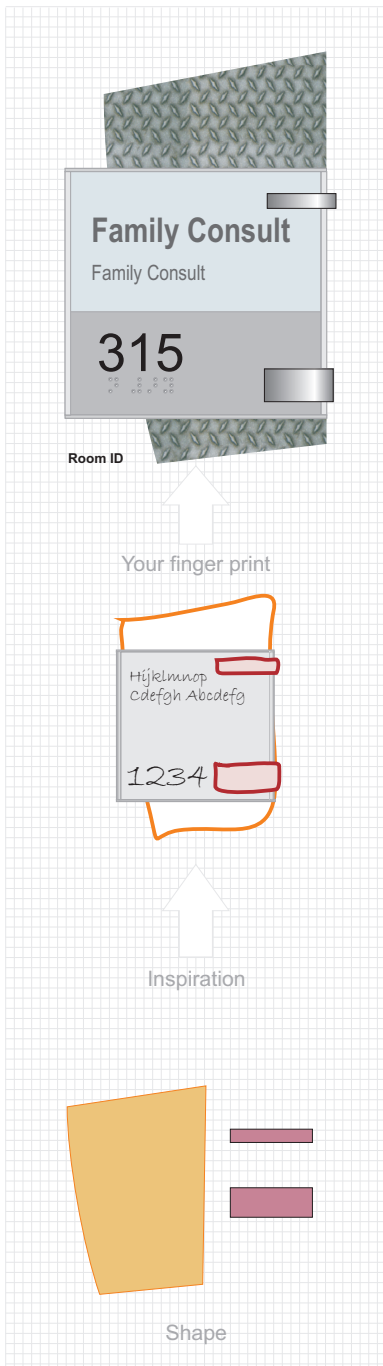 Family Consult
Family Consult
315
Room ID
Your finger print
Hijklmnop
Cdefgh Abcdefg
1234
Inspiration
Shape